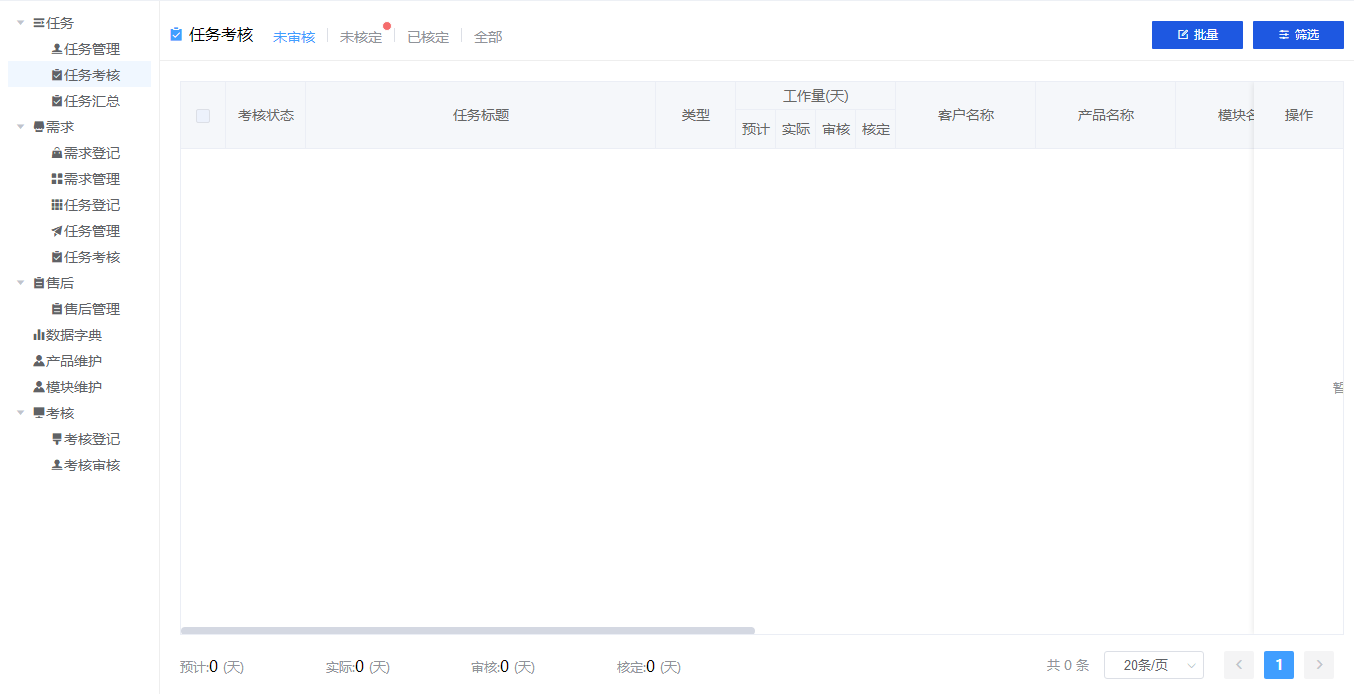 任务
任务管理
任务考核
任务汇总
需求
需求登记
需求管理
任务登记
任务管理
任务考核
售后
售后管理
数据字典
产品维护
模块维护
考核
考核登记
考核审核
任务考核 未审核 未核定 已核定 全部 批量 筛选
考核状态 任务标题 类型 工作量(天) 客户名称 产品名称 模块名 操作
预计 实际 审核 核定
暂
预计:0 (天) 实际:0 (天) 审核:0 (天) 核定:0 (天) 共 0 条 20条/页 1